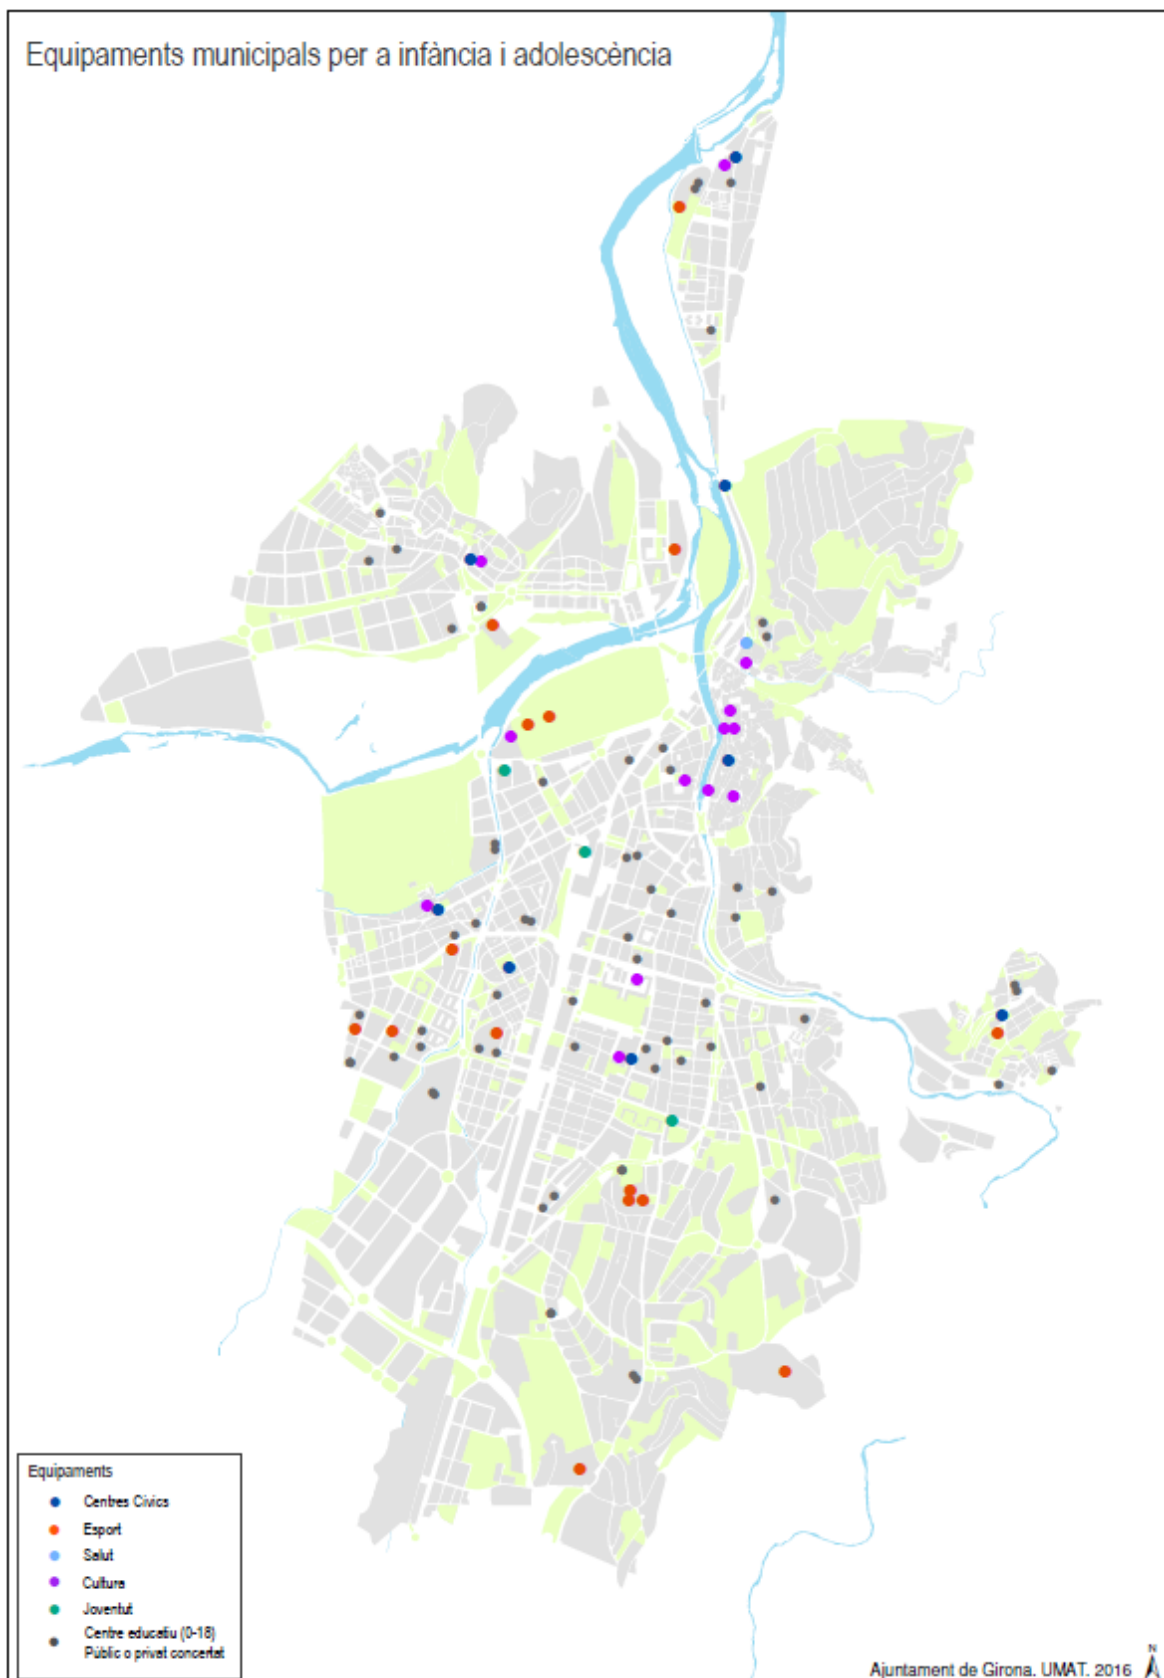 Equipaments municipals per a infància i adolescència
Equipaments
Centres Cívics
Esport
Salut
Cultura
Joventut
Centre educatiu (0-18)
Públic o privat concertat
Ajuntament de Girona. UMAT. 2016
N